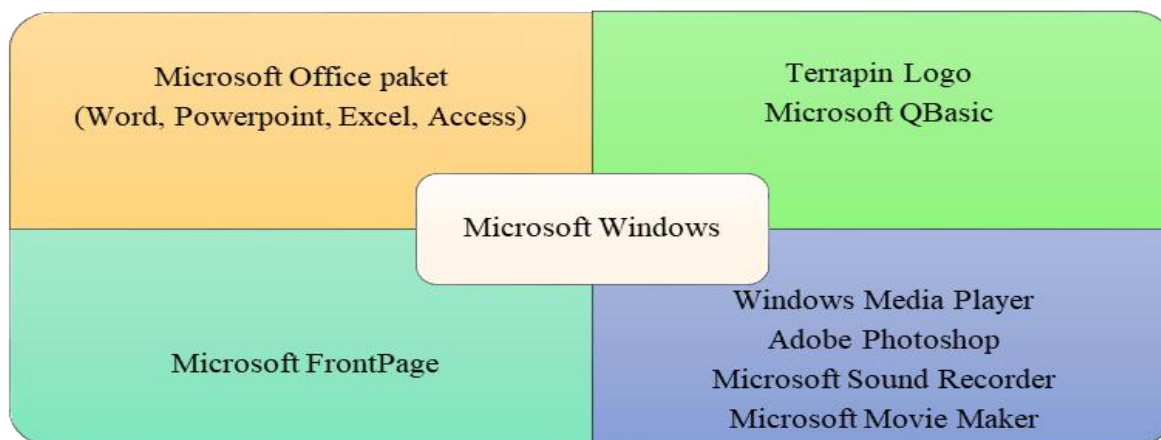 Microsoft Office paket
(Word, Powerpoint, Excel, Access)
Terrapin Logo
Microsoft QBasic
Microsoft Windows
Microsoft FrontPage
Windows Media Player
Adobe Photoshop
Microsoft Sound Recorder
Microsoft Movie Maker